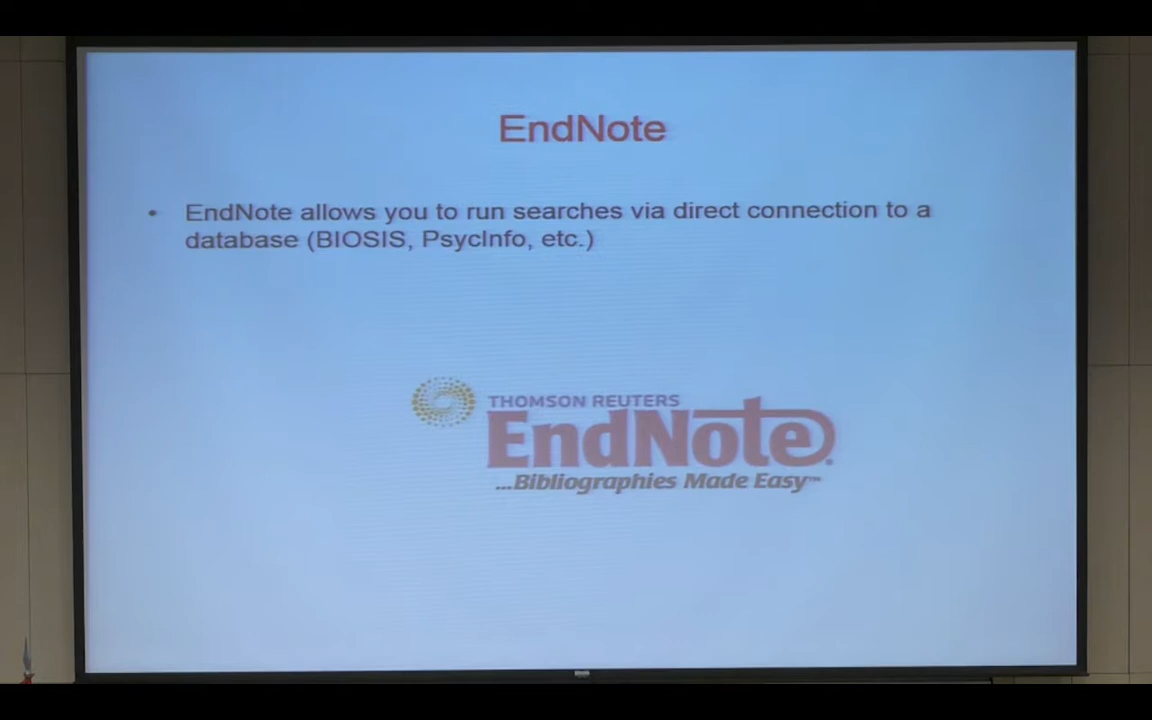 EndNote
• EndNote allows you to run searches via direct connection to a
database (BIOSIS, PsycInfo, etc.)
THOMSON REUTERS
EndNote®
...Bibliographies Made Easy™